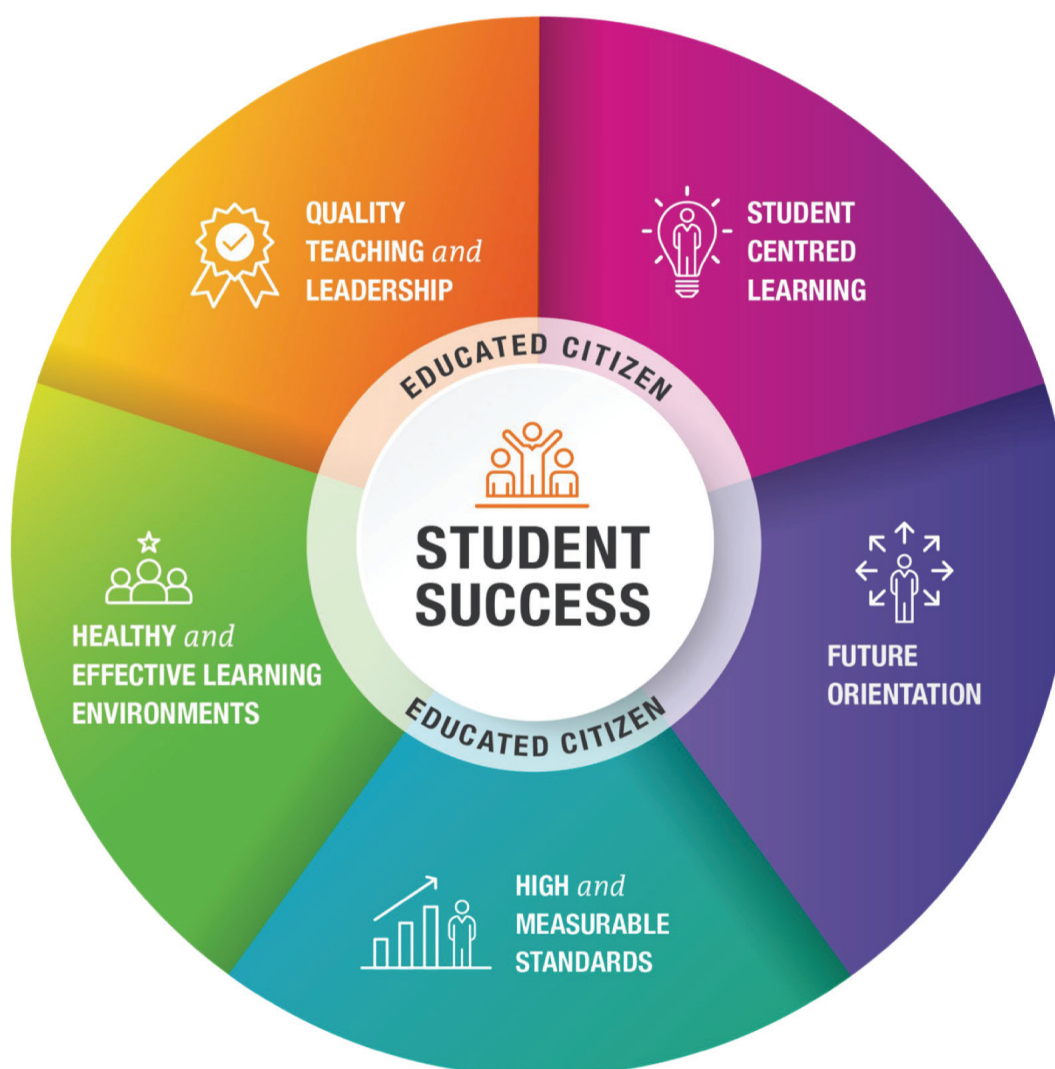 QUALITY
TEACHING and
LEADERSHIP
STUDENT
CENTRED
LEARNING
EDUCATED CITIZEN
STUDENT
SUCCESS
EDUCATED CITIZEN
HEALTHY and
EFFECTIVE LEARNING
ENVIRONMENTS
FUTURE
ORIENTATION
HIGH and
MEASURABLE
STANDARDS